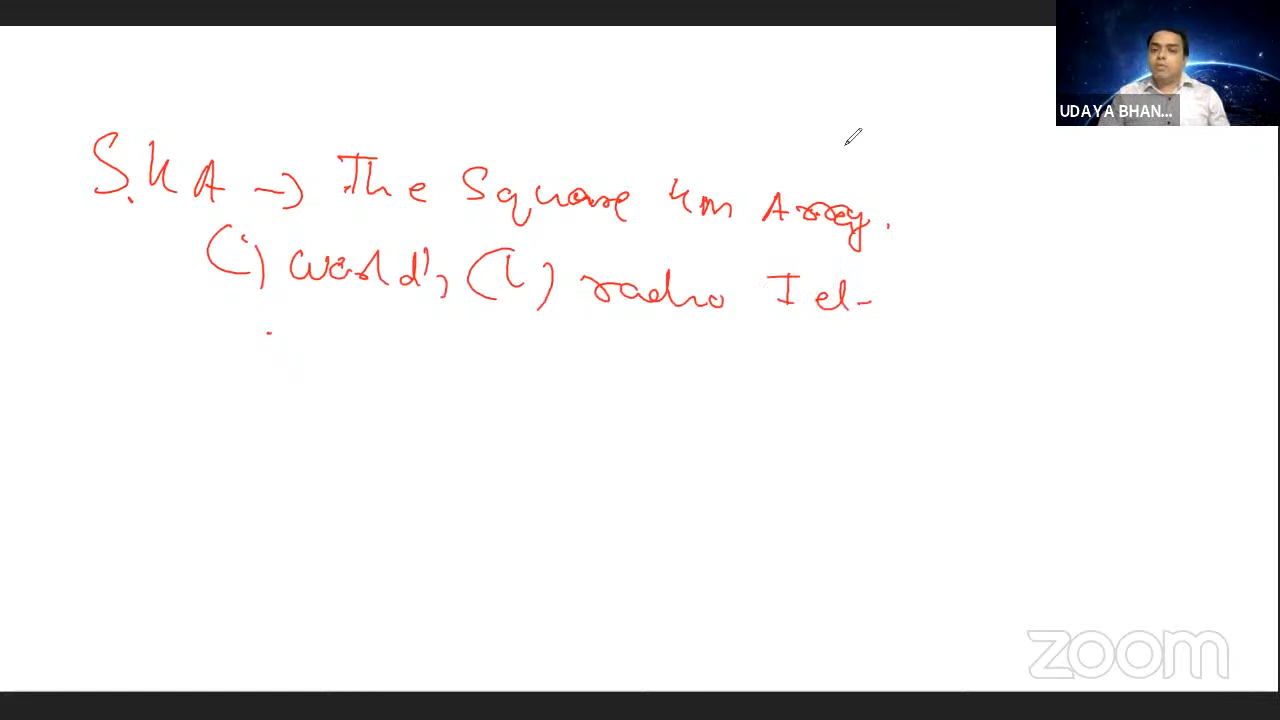 UDAYA BHAN...
S.K A → The Square km Array.
(i) world's (L) radio Tel-
zoom